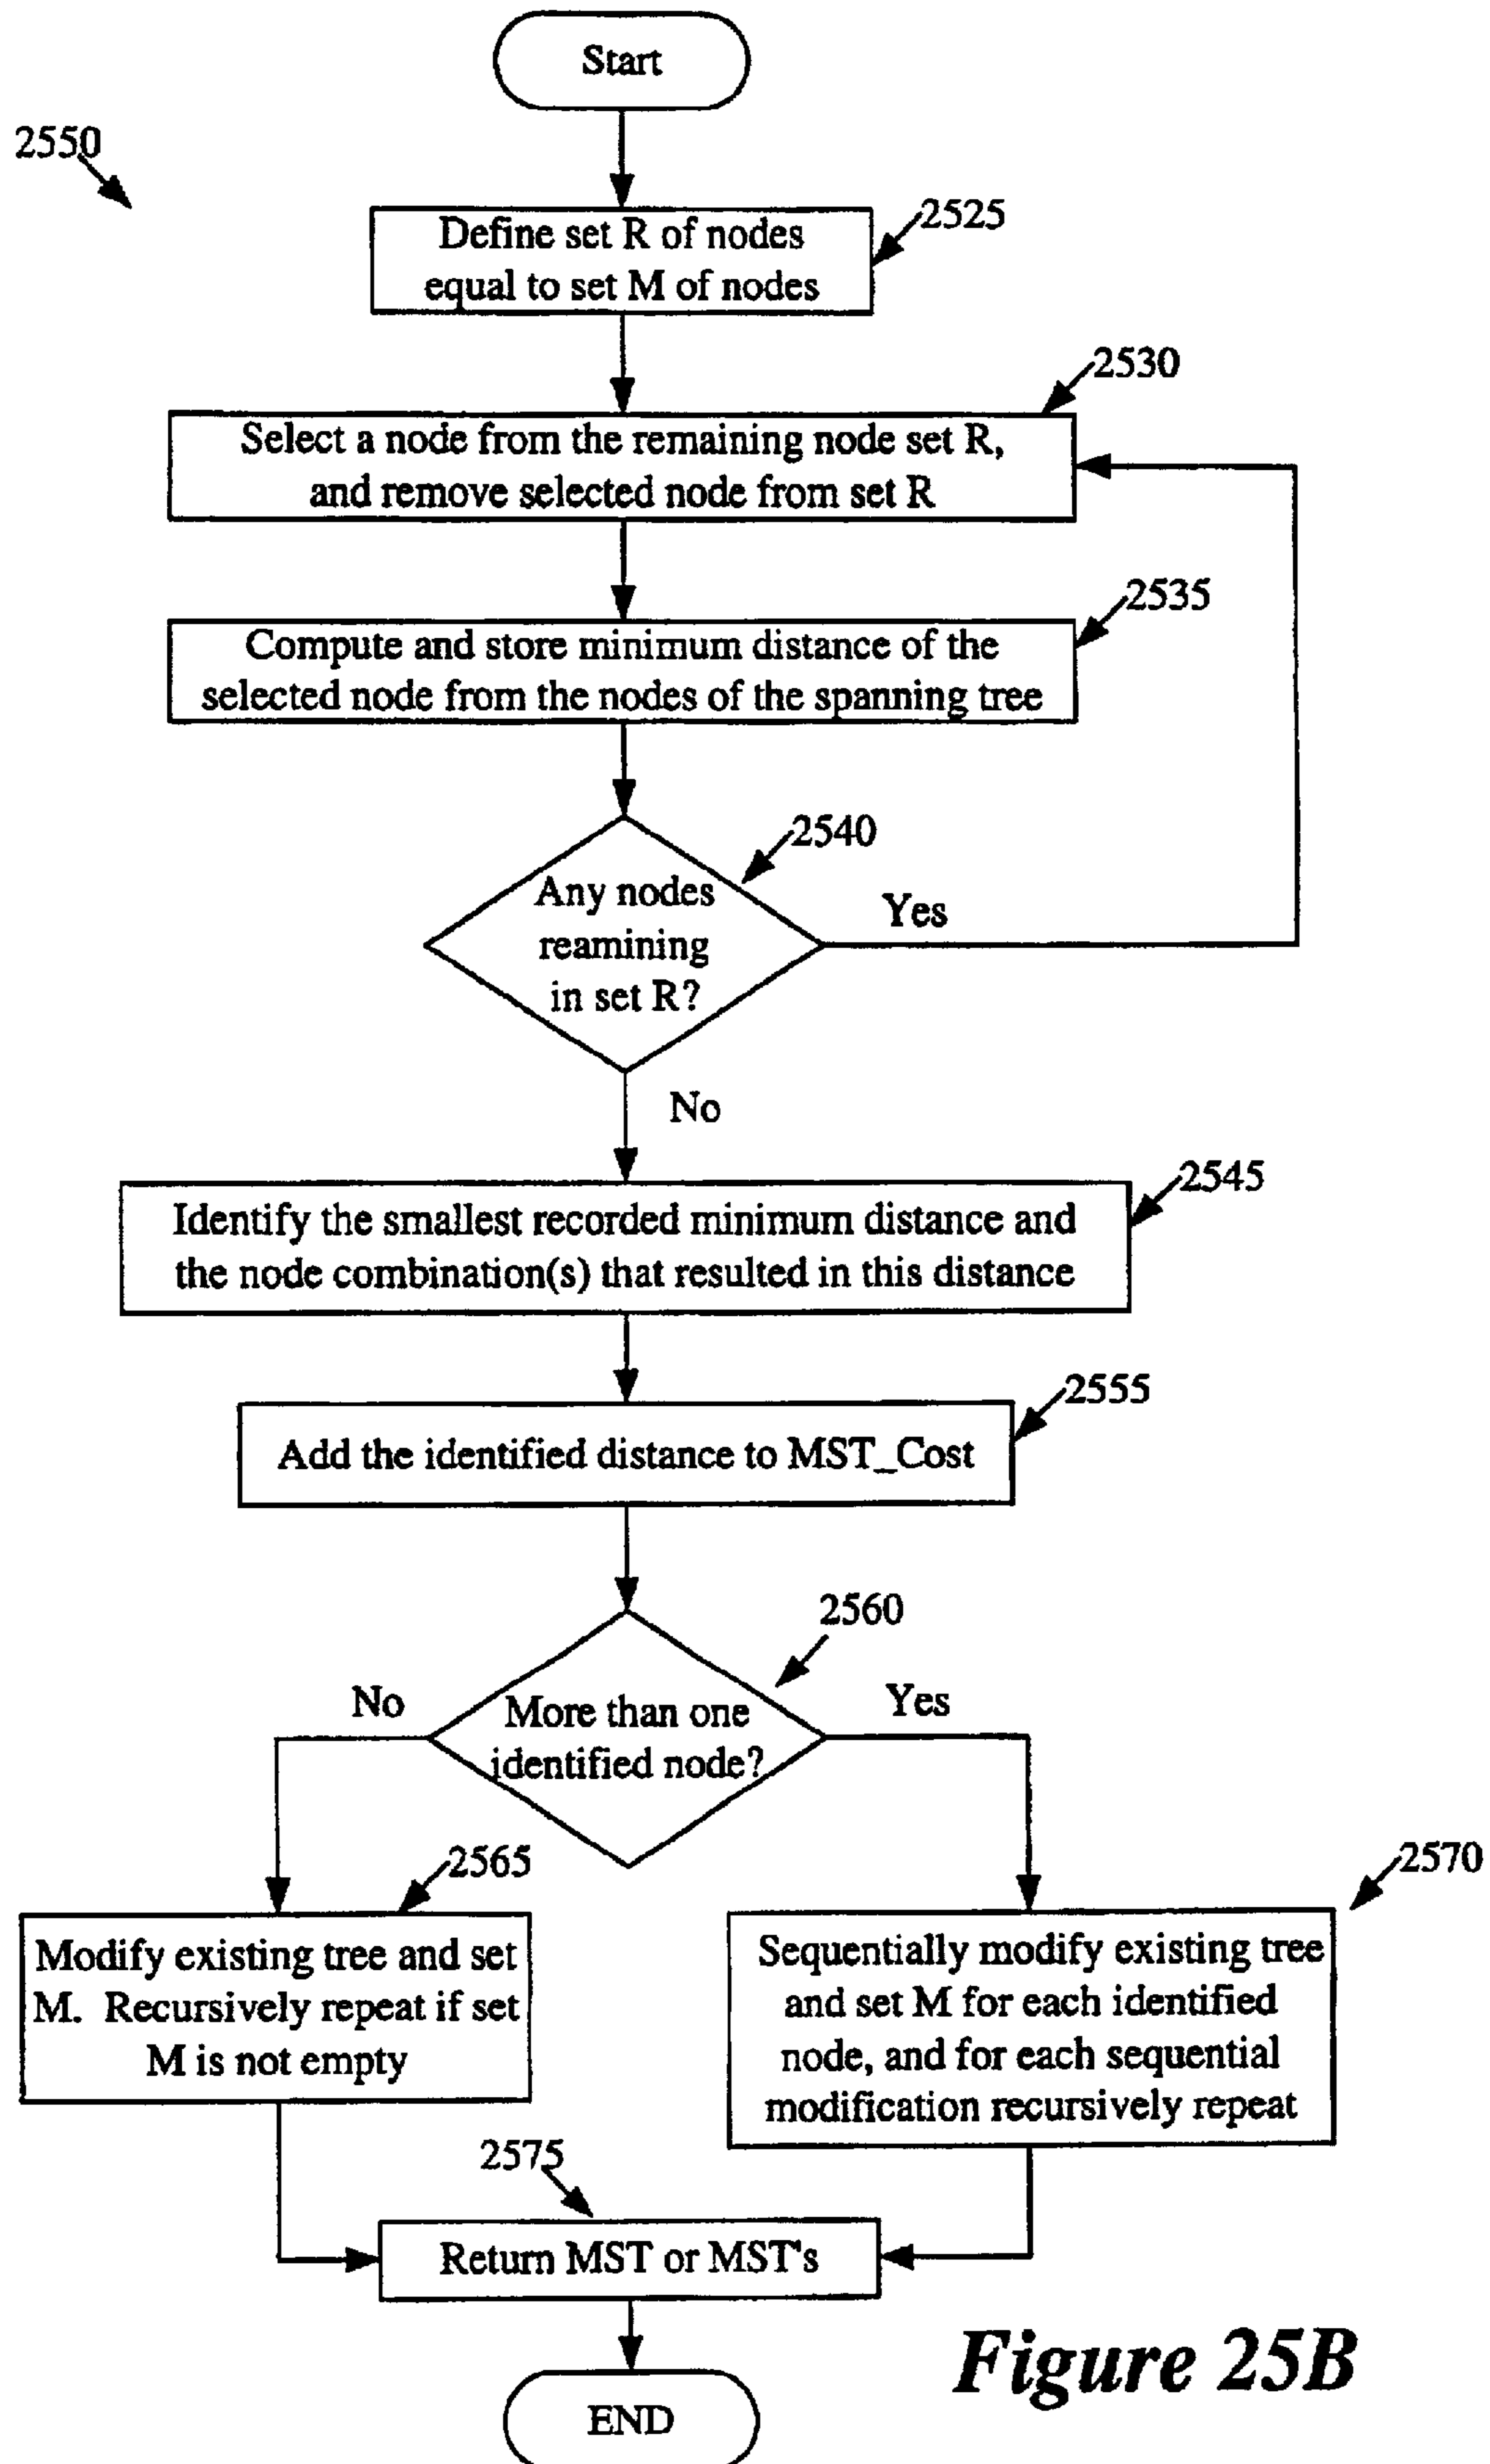 Start
2550
2525
Define set R of nodes
equal to set M of nodes
2530
Select a node from the remaining node set R,
and remove selected node from set R
2535
Compute and store minimum distance of the
selected node from the nodes of the spanning tree
2540
Any nodes
reamining
in set R?
Yes
No
2545
Identify the smallest recorded minimum distance and
the node combination(s) that resulted in this distance
2555
Add the identified distance to MST_Cost
2560
No
More than one
identified node?
Yes
2565
Modify existing tree and set
M. Recursively repeat if set
M is not empty
2570
Sequentially modify existing tree
and set M for each identified
node, and for each sequential
modification recursively repeat
2575
Return MST or MST's
END
Figure 25B